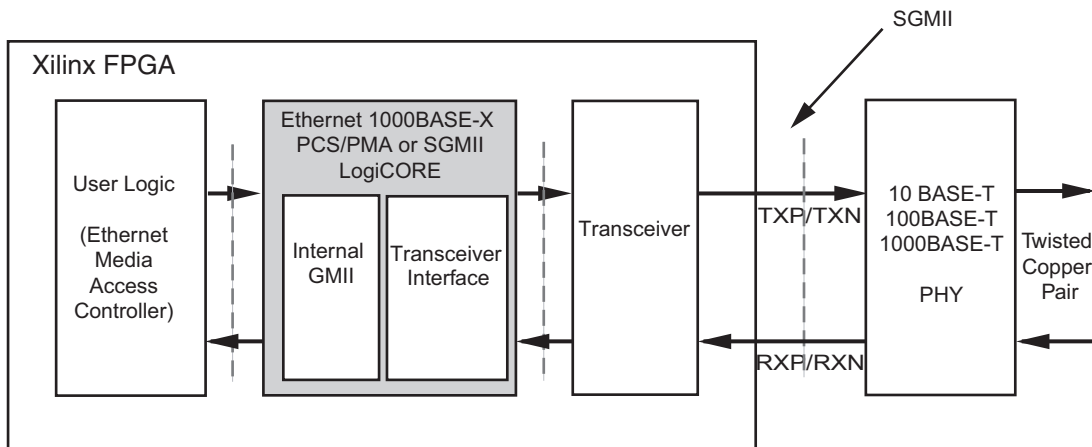 SGMII
Xilinx FPGA
User Logic
(Ethernet
Media
Access
Controller)
Ethernet 1000BASE-X
PCS/PMA or SGMII
LogiCORE
Internal
GMII
Transceiver
Interface
Transceiver
TXP/TXN
RXP/RXN
10 BASE-T
100BASE-T
1000BASE-T
PHY
Twisted
Copper
Pair